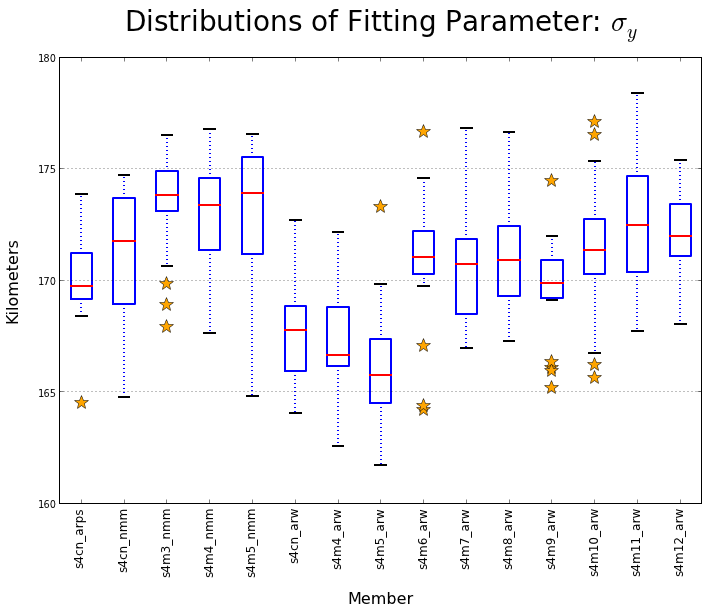 Distributions of Fitting Parameter: σ_y
180
175
170
165
160
Kilometers
s4cn_arps
s4cn_nmm
s4m3_nmm
s4m4_nmm
s4m5_nmm
s4cn_arw
s4m4_arw
s4m5_arw
s4m6_arw
s4m7_arw
s4m8_arw
s4m9_arw
s4m10_arw
s4m11_arw
s4m12_arw
Member